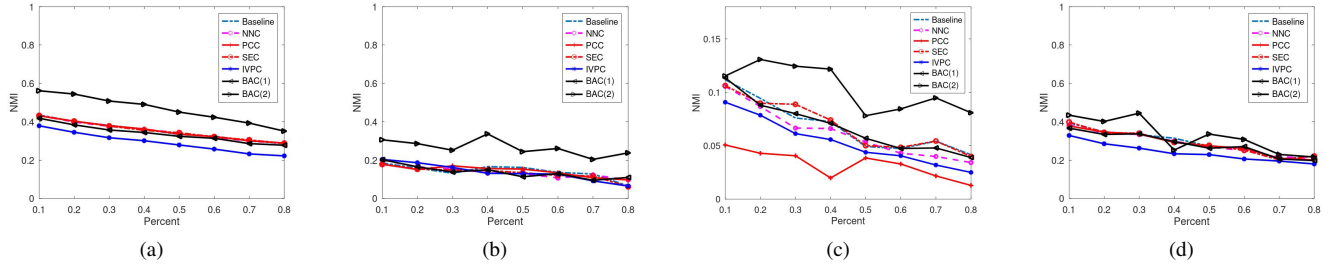 1
0.8
0.6
0.4
0.2
0
NMI
0.1 0.2 0.3 0.4 0.5 0.6 0.7 0.8
Percent
Baseline
NNC
PCC
SEC
IVPC
BAC(1)
BAC(2)
(a)
1
0.8
0.6
0.4
0.2
0
NMI
0.1 0.2 0.3 0.4 0.5 0.6 0.7 0.8
Percent
Baseline
NNC
PCC
SEC
IVPC
BAC(1)
BAC(2)
(b)
0.15
0.1
0.05
0
NMI
0.1 0.2 0.3 0.4 0.5 0.6 0.7 0.8
Percent
Baseline
NNC
PCC
SEC
IVPC
BAC(1)
BAC(2)
(c)
1
0.8
0.6
0.4
0.2
0
NMI
0.1 0.2 0.3 0.4 0.5 0.6 0.7 0.8
Percent
Baseline
NNC
PCC
SEC
IVPC
BAC(1)
BAC(2)
(d)